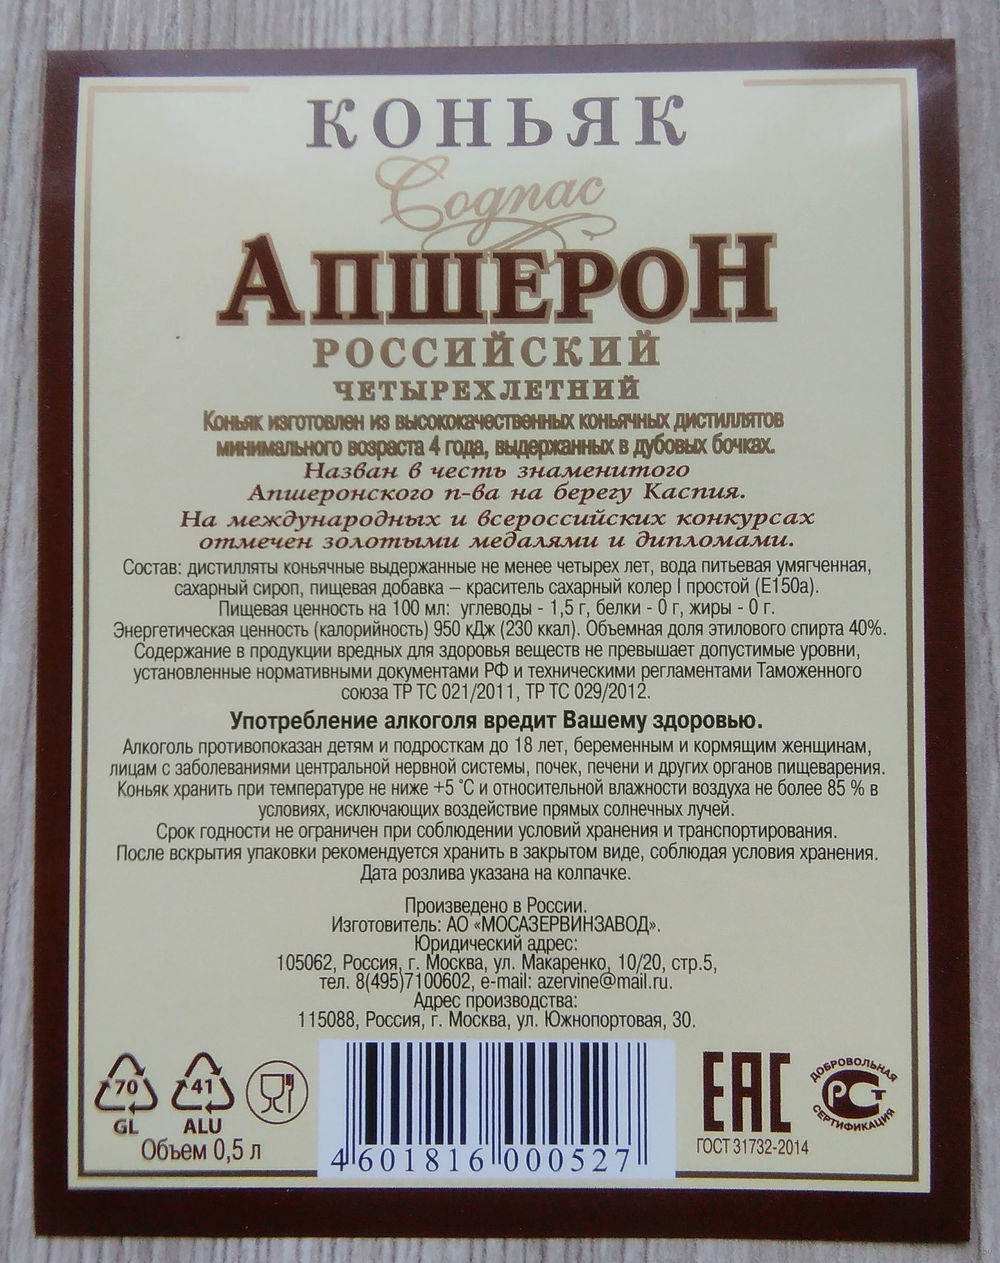 КОНЬЯК
Cognac
АПШЕРОН
РОССИЙСКИЙ
ЧЕТЫРЕХЛЕТНИЙ
Коньяк изготовлен из высококачественных коньячных дистиллятов
минимального возраста 4 года, выдержанных в дубовых бочках.
Назван в честь знаменитого
Апшеронского п-ва на берегу Каспия.
На международных и всероссийских конкурсах
отмечен золотыми медалями и дипломами.
Состав: дистилляты коньячные выдержанные не менее четырех лет, вода питьевая умягченная,
сахарный сироп, пищевая добавка – краситель сахарный колер I простой (Е150а).
Пищевая ценность на 100 мл: углеводы - 1,5 г, белки - 0 г, жиры - 0 г.
Энергетическая ценность (калорийность) 950 кДж (230 ккал). Объемная доля этилового спирта 40%.
Содержание в продукции вредных для здоровья веществ не превышает допустимые уровни,
установленные нормативными документами РФ и техническими регламентами Таможенного
союза ТР ТС 021/2011, ТР ТС 029/2012.
Употребление алкоголя вредит Вашему здоровью.
Алкоголь противопоказан детям и подросткам до 18 лет, беременным и кормящим женщинам,
лицам с заболеваниями центральной нервной системы, почек, печени и других органов пищеварения.
Коньяк хранить при температуре не ниже +5 °С и относительной влажности воздуха не более 85 % в
условиях, исключающих воздействие прямых солнечных лучей.
Срок годности не ограничен при соблюдении условий хранения и транспортирования.
После вскрытия упаковки рекомендуется хранить в закрытом виде, соблюдая условия хранения.
Дата розлива указана на колпачке.
Произведено в России.
Изготовитель: АО «МОСАЗЕРВИНЗАВОД».
Юридический адрес:
105062, Россия, г. Москва, ул. Макаренко, 10/20, стр.5,
тел. 8(495)7100602, e-mail: azervine@mail.ru.
Адрес производства:
115088, Россия, г. Москва, ул. Южнопортовая, 30.
70
GL
41
ALU
Объем 0,5 л
4 601816 000527
ЕАС
ГОСТ 31732-2014
ДОБРОВОЛЬНАЯ
РСТ
СЕРТИФИКАЦИЯ